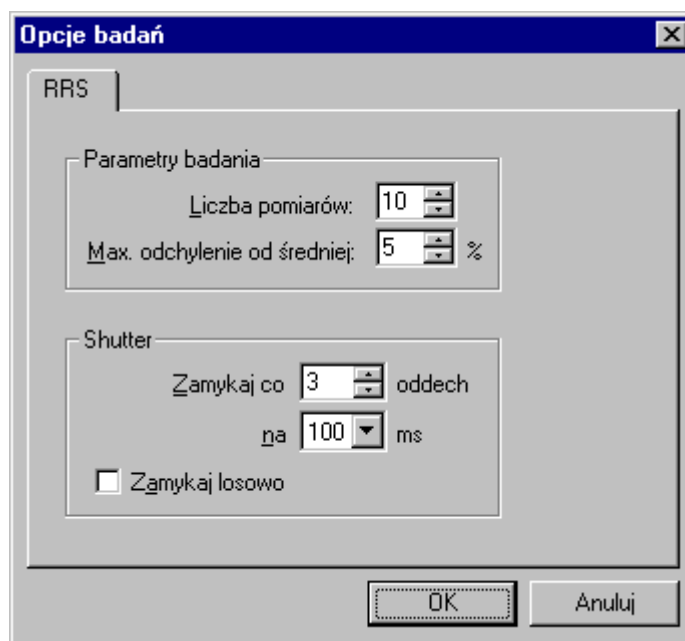 Opcje badań
RRS
Parametry badania
Liczba pomiarów: 10
Max. odchylenie od średniej: 5 %
Shutter
Zamykaj co 3 oddech
na 100 ms
Zamykaj losowo
OK Anuluj